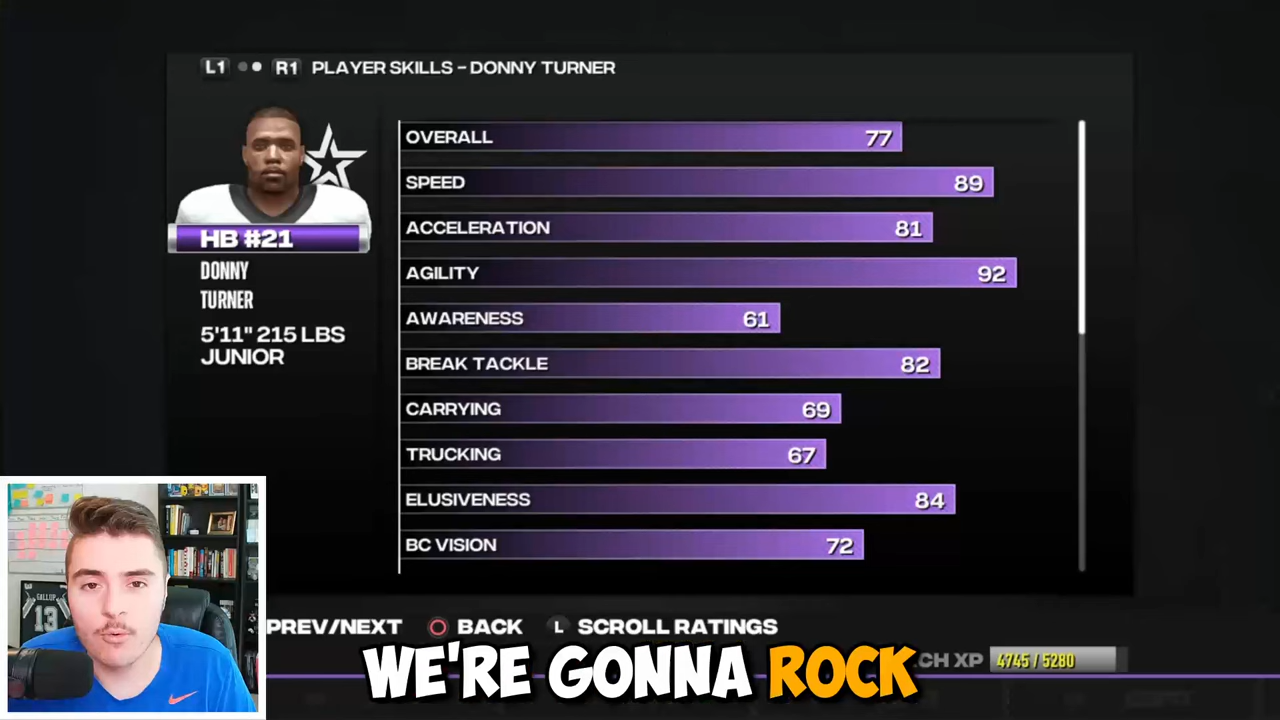 L1 R1 PLAYER SKILLS - DONNY TURNER
OVERALL 77
SPEED 89
ACCELERATION 81
AGILITY 92
AWARENESS 61
BREAK TACKLE 82
CARRYING 69
TRUCKING 67
ELUSIVENESS 84
BC VISION 72
HB #21
DONNY
TURNER
5'11" 215 LBS
JUNIOR
GALLUP
13
PREV/NEXT BACK L SCROLL RATINGS
CH XP 4745 / 5280
WE'RE GONNA ROCK